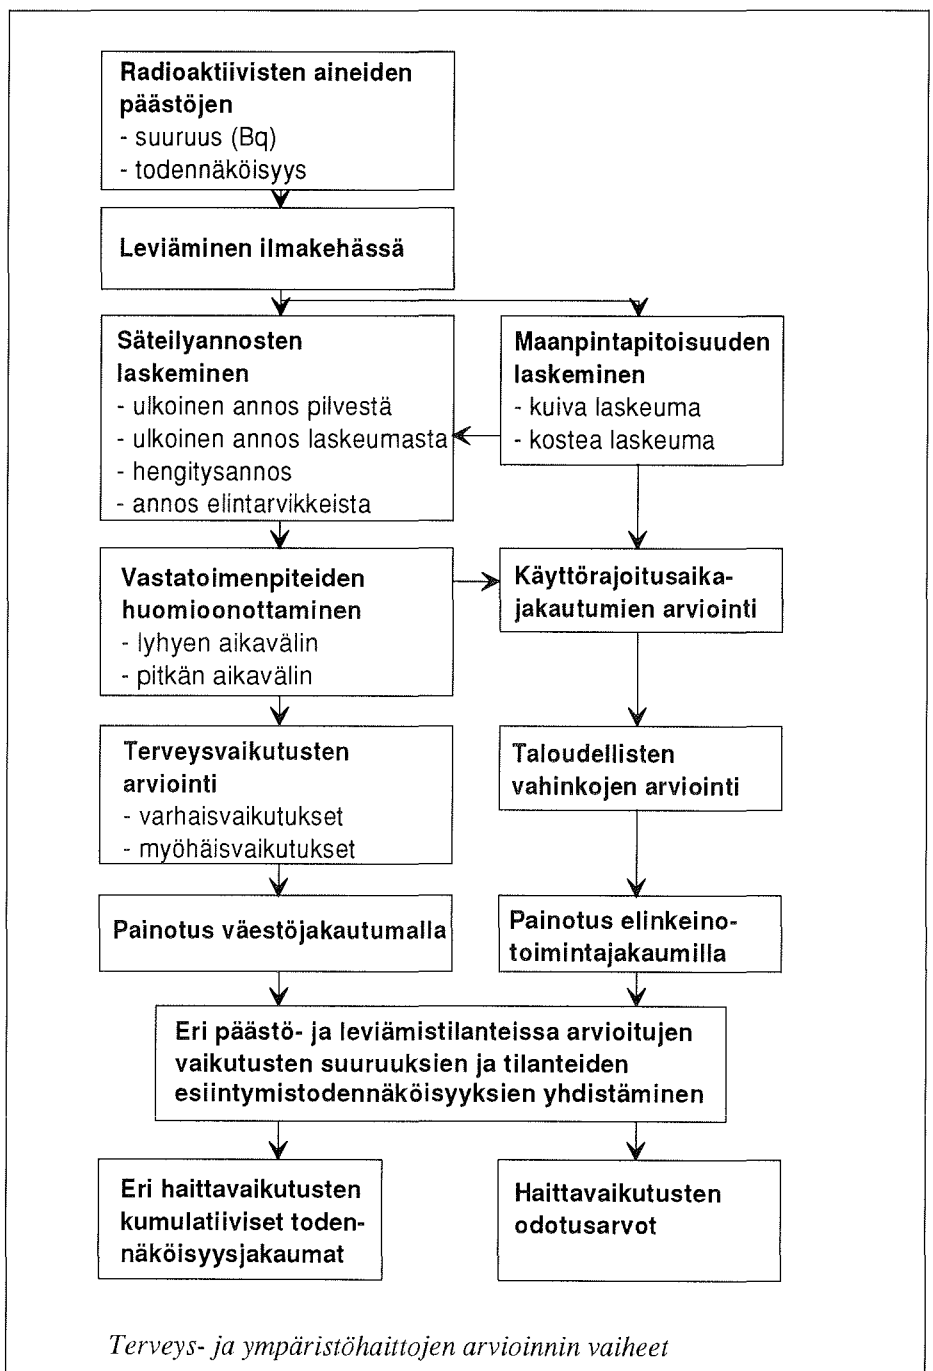 Radioaktiivisten aineiden
päästöjen
- suuruus (Bq)
- todennäköisyys
Leviäminen ilmakehässä
Säteilyannosten
laskeminen
- ulkoinen annos pilvestä
- ulkoinen annos laskeumasta
- hengitysannos
- annos elintarvikkeista
Maanpintapitoisuuden
laskeminen
- kuiva laskeuma
- kostea laskeuma
Vastatoimenpiteiden
huomioonottaminen
- lyhyen aikavälin
- pitkän aikavälin
Käyttörajoitusaika-
jakautumien arviointi
Terveysvaikutusten
arviointi
- varhaisvaikutukset
- myöhäisvaikutukset
Taloudellisten
vahinkojen arviointi
Painotus väestöjakautumalla
Painotus elinkeino-
toimintajakaumilla
Eri päästö- ja leviämistilanteissa arvioitujen
vaikutusten suuruuksien ja tilanteiden
esiintymistodennäköisyyksien yhdistäminen
Eri haittavaikutusten
kumulatiiviset toden-
näköisyysjakaumat
Haittavaikutusten
odotusarvot
Terveys- ja ympäristöhaittojen arvioinnin vaiheet